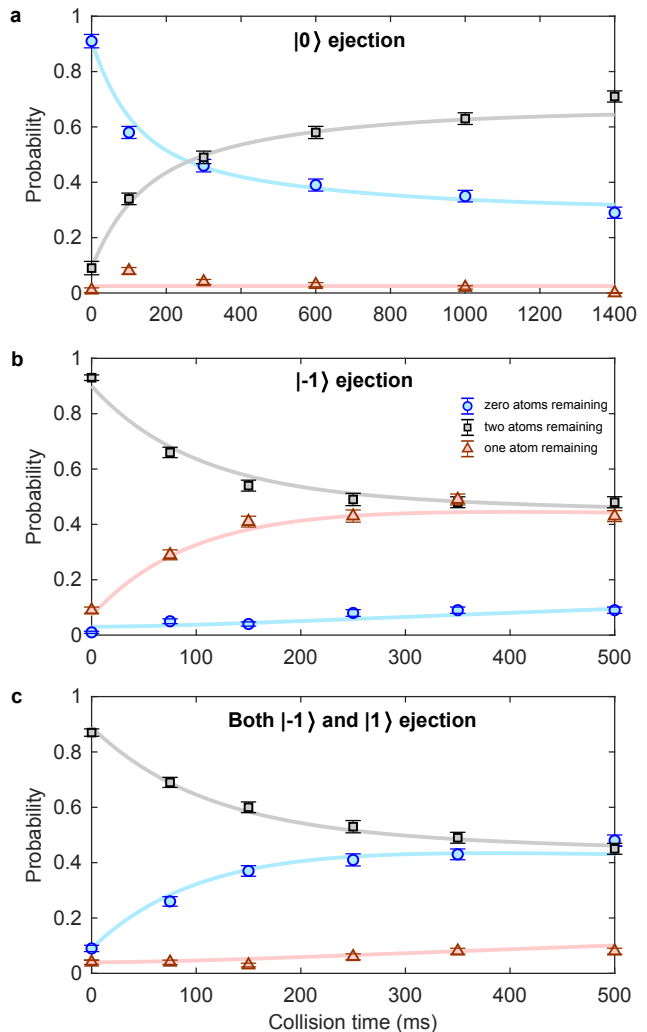 a
|0⟩ ejection
Probability
1
0.8
0.6
0.4
0.2
0
0 200 400 600 800 1000 1200 1400
b
|-1⟩ ejection
zero atoms remaining
two atoms remaining
one atom remaining
Probability
1
0.8
0.6
0.4
0.2
0
0 100 200 300 400 500
c
Both |-1⟩ and |1⟩ ejection
Probability
1
0.8
0.6
0.4
0.2
0
0 100 200 300 400 500
Collision time (ms)